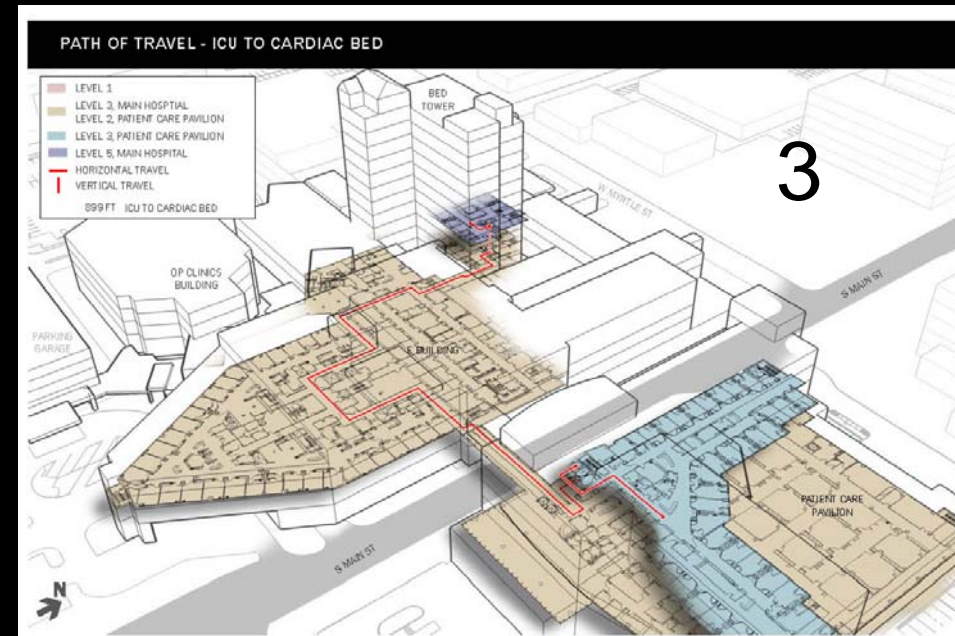 PATH OF TRAVEL - ICU TO CARDIAC BED
LEVEL 1
LEVEL 3, MAIN HOSPTIAL
LEVEL 2, PATIENT CARE PAVILION
LEVEL 3, PATIENT CARE PAVILION
LEVEL 5, MAIN HOSPITAL
HORIZONTAL TRAVEL
VERTICAL TRAVEL
899 FT ICU TO CARDIAC BED
BED
TOWER
3
W MYRTLE ST
OP CLINICS
BUILDING
S MAIN ST
PARKING
GARAGE
E BUILDING
PATIENT CARE
PAVILION
S MAIN ST
N